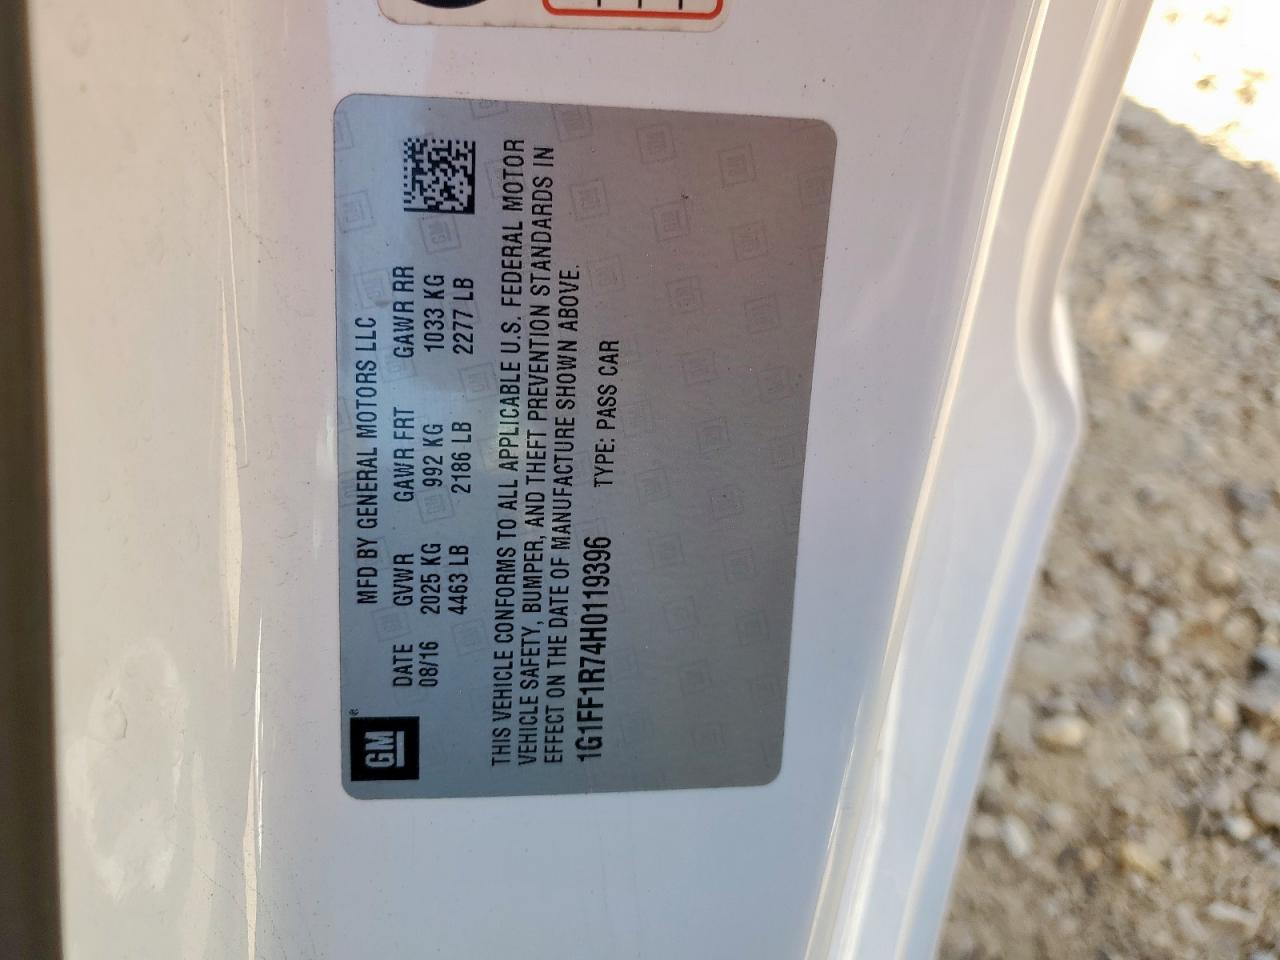 MFD BY GENERAL MOTORS LLC
GM®
DATE GVWR GAWR FRT GAWR RR
08/16 2025 KG 992 KG 1033 KG
4463 LB 2186 LB 2277 LB
THIS VEHICLE CONFORMS TO ALL APPLICABLE U.S. FEDERAL MOTOR
VEHICLE SAFETY, BUMPER, AND THEFT PREVENTION STANDARDS IN
EFFECT ON THE DATE OF MANUFACTURE SHOWN ABOVE.
1G1FF1R74H0119396 TYPE: PASS CAR